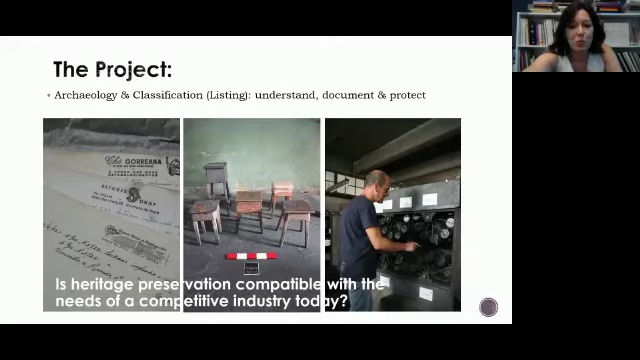 The Project:
Archaeology & Classification (Listing): understand, document & protect
Chá GORREANA
Is heritage preservation compatible with the
needs of a competitive industry today?